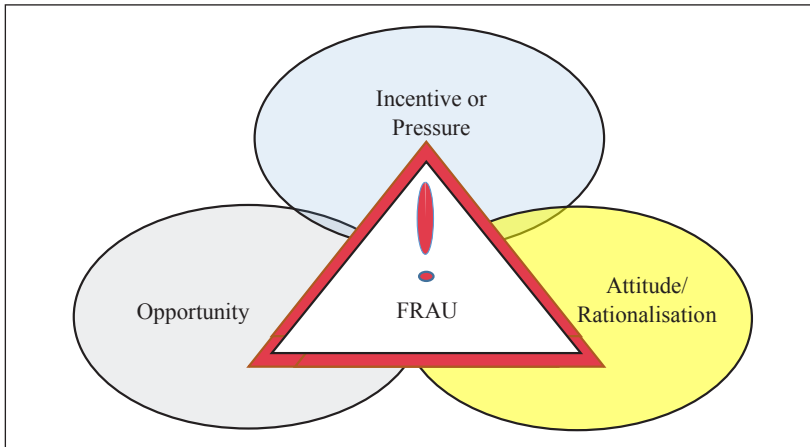 Incentive or
Pressure
Opportunity
FRAU
Attitude/
Rationalisation